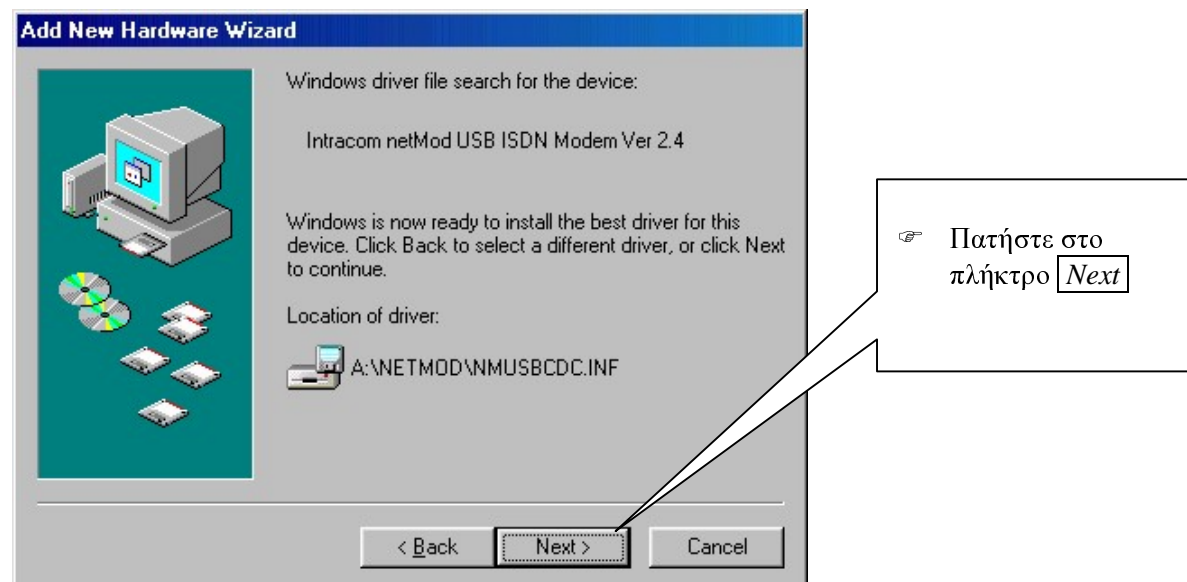 Add New Hardware Wizard
Windows driver file search for the device:
Intracom netMod USB ISDN Modem Ver 2.4
Windows is now ready to install the best driver for this
device. Click Back to select a different driver, or click Next
to continue.
Location of driver:
A:\NETMOD\NMUSBCDC.INF
< Back
Next >
Cancel
☞ Πατήστε στο
πλήκτρο Next